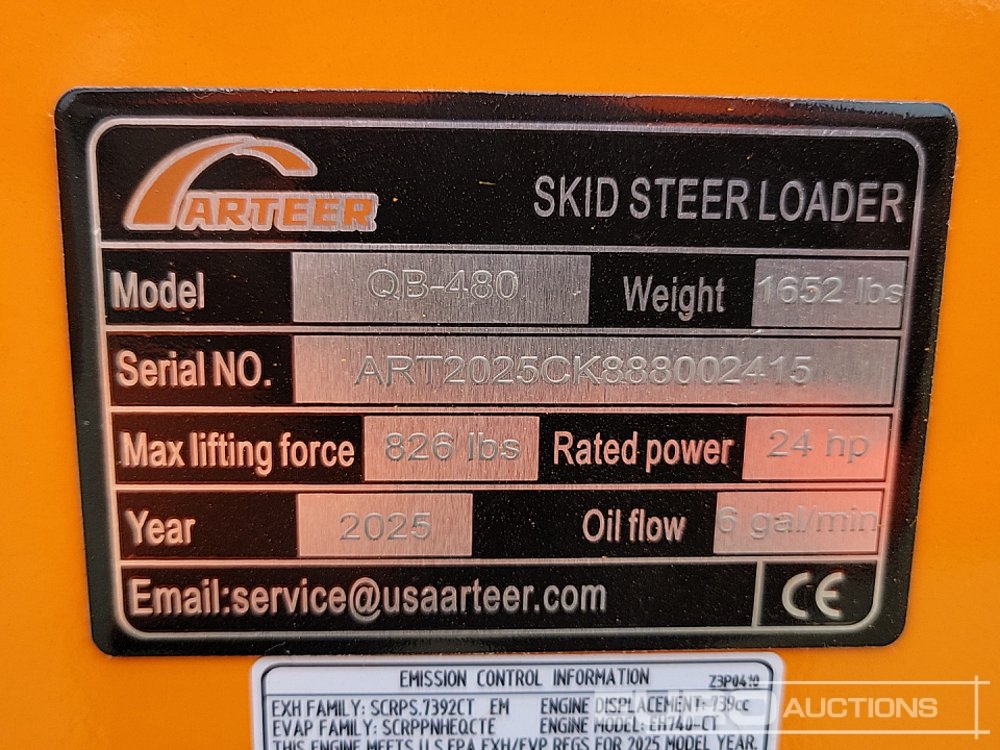 ARTEER SKID STEER LOADER
Model QB-480 Weight 1652 lbs
Serial NO. ART2025CK888002415
Max lifting force 826 lbs Rated power 24 hp
Year 2025 Oil flow 6 gal/min
Email:service@usaarteer.com CE
EMISSION CONTROL INFORMATION Z3P0410
EXH FAMILY: SCRPS.7392CT EM ENGINE DISPLACEMENT: 739cc
EVAP FAMILY: SCRPPNHEQCTE ENGINE MODEL: EH740-CT
THIS ENGINE MEETS U.S EPA EXH/EVP REGS FOR 2025 MODEL YEAR.
AUCTIONS